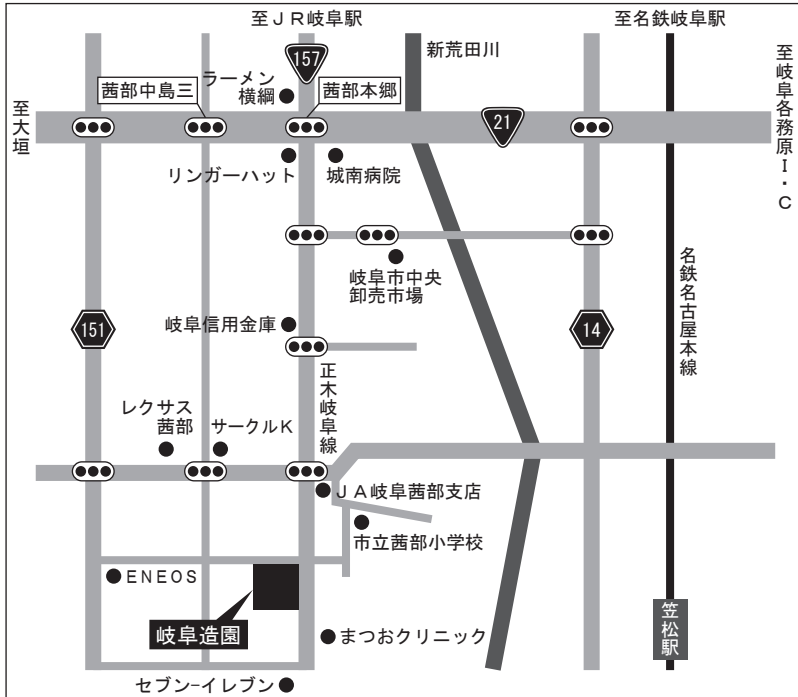 至ＪＲ岐阜駅
至名鉄岐阜駅
新荒田川
157
茜部中島三
ラーメン
横綱
茜部本郷
至大垣
21
至岐阜各務原Ｉ・Ｃ
リンガーハット
城南病院
岐阜市中央
卸売市場
名鉄名古屋本線
151
岐阜信用金庫
14
正木岐阜線
レクサス
茜部
サークルK
ＪＡ岐阜茜部支店
市立茜部小学校
ENEOS
岐阜造園
まつおクリニック
笠松駅
セブン-イレブン